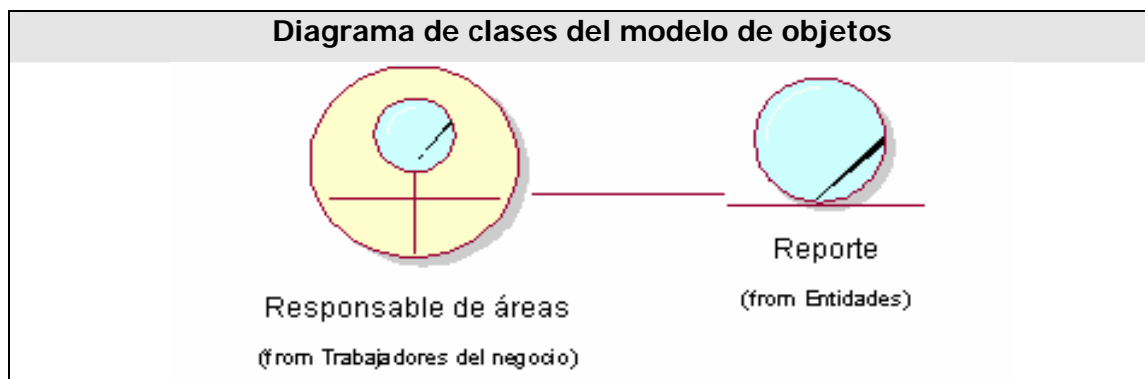 Diagrama de clases del modelo de objetos
Reporte
(from Entidades)
Responsable de áreas
(from Trabajadores del negocio)